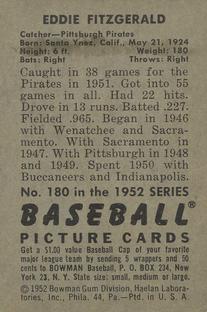 EDDIE FITZGERALD
Catcher—Pittsburgh Pirates
Born: Santa Ynez, Calif., May 21, 1924
Height: 6 Weight: 180
Bats: Right Throws: Right
Caught in 38 games for the
Pirates in 1951. Got into 55
games in all. Had 22 hits.
Drove in 13 runs. Batted .227.
Fielded .965. Began in 1946
with Wenatchee and Sacra-
mento. With Sacramento in
1947. With Pittsburgh in 1948
and 1949. Spent 1950 with
Buccaneers and Indianapolis.
No. 180 in the 1952 SERIES
BASEBALL®
PICTURE CARDS
Get a $1.00 value Baseball Cap of your favorite
major league team by sending 5 wrappers and 50
cents to BOWMAN Baseball, P. O. BOX 234, New
York 23, N. Y. STATE size, small, medium or large.
©1952 Bowman Gum Division, Haelan Labora-
tories, Inc., Phila. 44, Pa.—Ptd. in U. S. A.